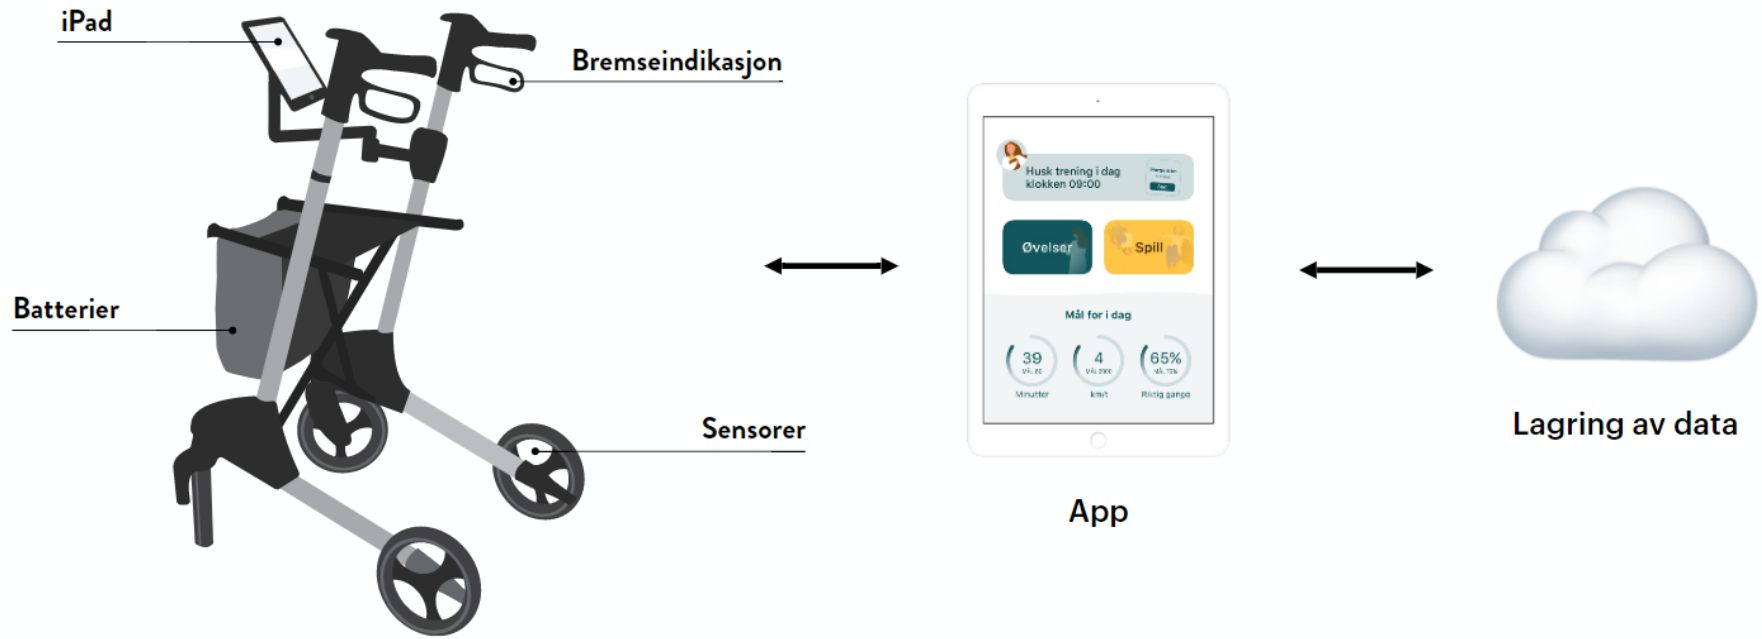 iPad
Bremseindikasjon
Batterier
Sensorer
Husk trening i dag
klokken 09:00
Øvelser
Spill
Mål for i dag
39
4
65%
Minutter
km/t
Riktig gange
App
Lagring av data